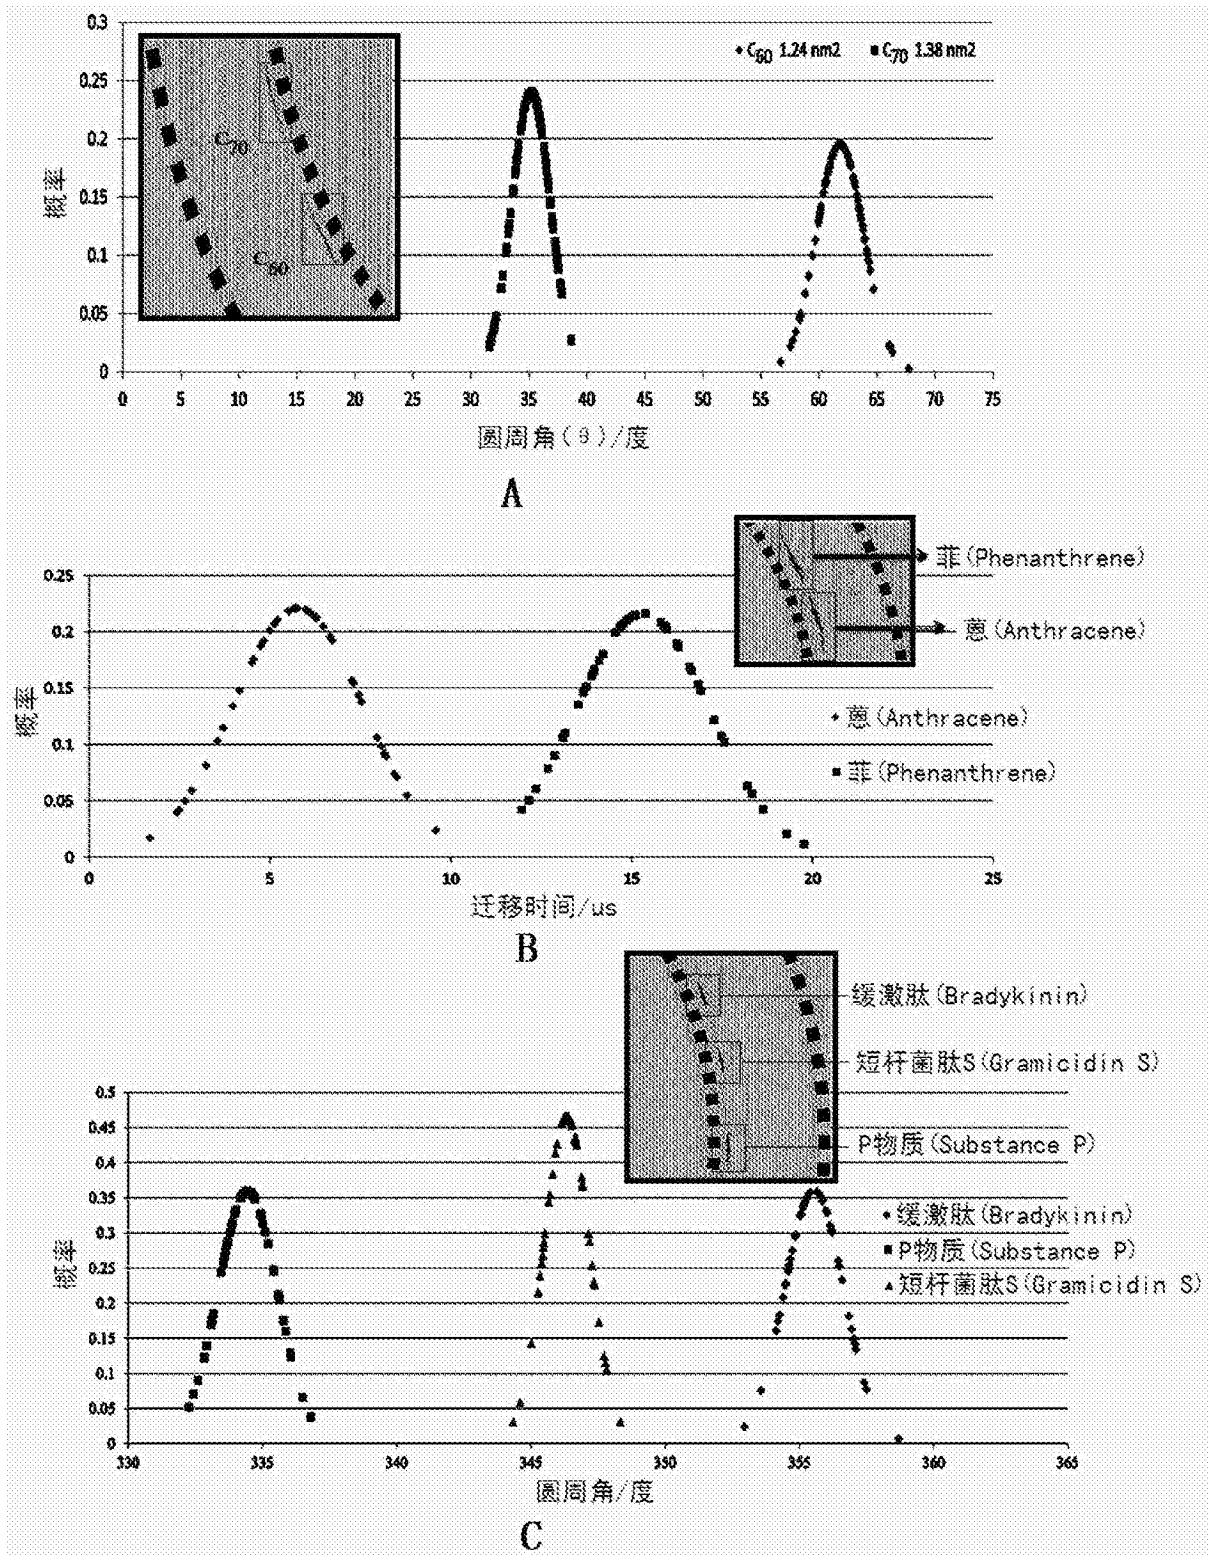 0.3
0.25
0.2
0.15
0.1
0.05
0
概率
C60 1.24 nm2
C70 1.38 nm2
C70
C60
0 5 10 15 20 25 30 35 40 45 50 55 60 65 70 75
圆周角(θ)/度
A
菲(Phenanthrene)
蒽(Anthracene)
0.25
0.2
0.15
0.1
0.05
0
概率
蒽(Anthracene)
菲(Phenanthrene)
0 5 10 15 20 25
迁移时间/us
B
缓激肽(Bradykinin)
短杆菌肽S(Gramicidin S)
P物质(Substance P)
0.5
0.45
0.4
0.35
0.3
0.25
0.2
0.15
0.1
0.05
0
概率
缓激肽(Bradykinin)
P物质(Substance P)
短杆菌肽S(Gramicidin S)
330 335 340 345 350 355 360 365
圆周角/度
C